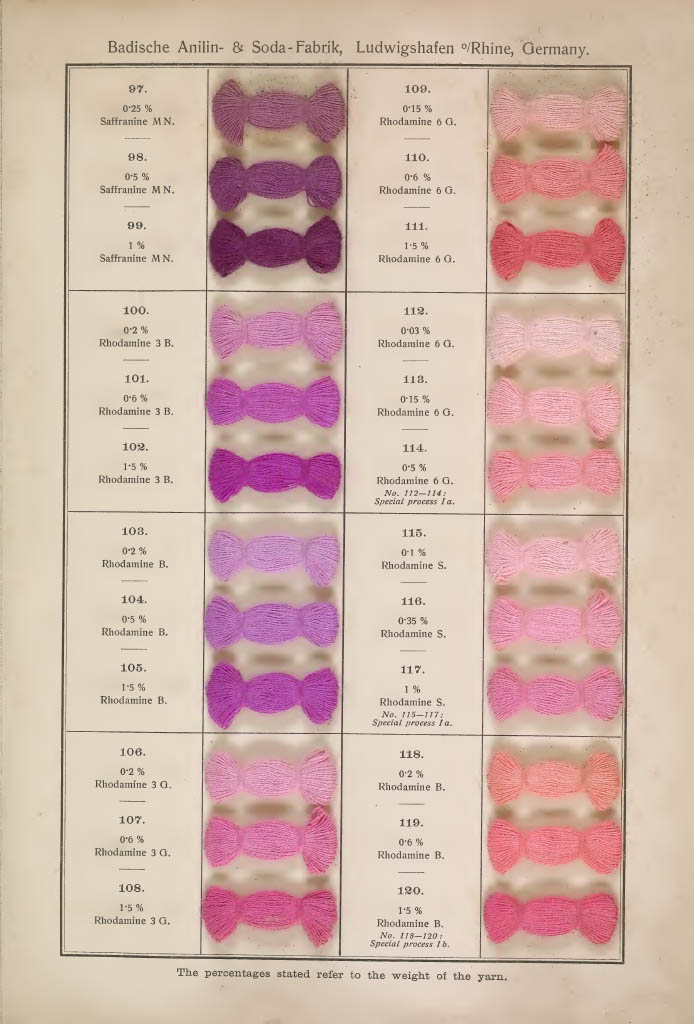 Badische Anilin- & Soda-Fabrik, Ludwigshafen o/Rhine, Germany.
97.
0·25 %
Saffranine M N.
98.
0·5 %
Saffranine M N.
99.
1 %
Saffranine M N.
100.
0·2 %
Rhodamine 3 B.
101.
0·6 %
Rhodamine 3 B.
102.
1·5 %
Rhodamine 3 B.
103.
0·2 %
Rhodamine B.
104.
0·5 %
Rhodamine B.
105.
1·5 %
Rhodamine B.
106.
0·2 %
Rhodamine 3 G.
107.
0·6 %
Rhodamine 3 G.
108.
1·5 %
Rhodamine 3 G.
109.
0·15 %
Rhodamine 6 G.
110.
0·6 %
Rhodamine 6 G.
111.
1·5 %
Rhodamine 6 G.
112.
0·03 %
Rhodamine 6 G.
113.
0·15 %
Rhodamine 6 G.
114.
0·5 %
Rhodamine 6 G.
No. 112—114:
Special process I a.
115.
0·1 %
Rhodamine S.
116.
0·35 %
Rhodamine S.
117.
1 %
Rhodamine S.
No. 115—117:
Special process I a.
118.
0·2 %
Rhodamine B.
119.
0·6 %
Rhodamine B.
120.
1·5 %
Rhodamine B.
No. 118—120:
Special process I b.
The percentages stated refer to the weight of the yarn.